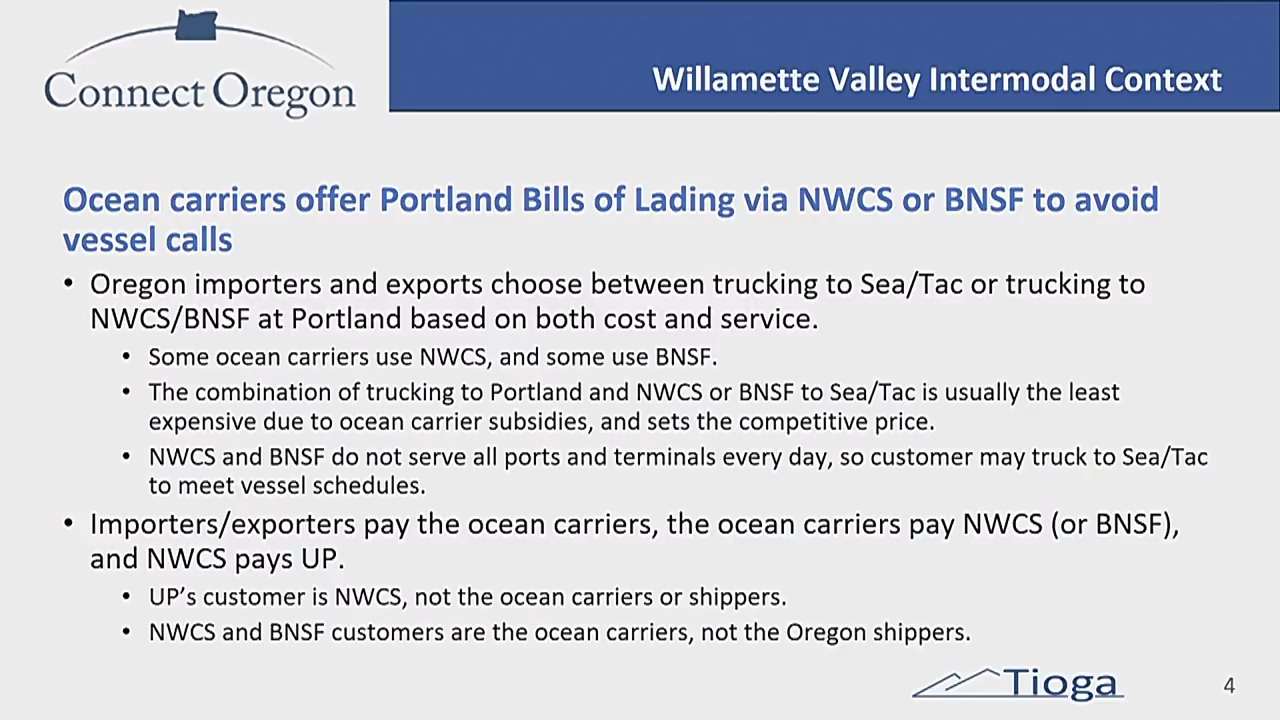 Connect Oregon
Willamette Valley Intermodal Context
Ocean carriers offer Portland Bills of Lading via NWCS or BNSF to avoid
vessel calls
• Oregon importers and exports choose between trucking to Sea/Tac or trucking to
NWCS/BNSF at Portland based on both cost and service.
• Some ocean carriers use NWCS, and some use BNSF.
• The combination of trucking to Portland and NWCS or BNSF to Sea/Tac is usually the least
expensive due to ocean carrier subsidies, and sets the competitive price.
• NWCS and BNSF do not serve all ports and terminals every day, so customer may truck to Sea/Tac
to meet vessel schedules.
• Importers/exporters pay the ocean carriers, the ocean carriers pay NWCS (or BNSF),
and NWCS pays UP.
• UP’s customer is NWCS, not the ocean carriers or shippers.
• NWCS and BNSF customers are the ocean carriers, not the Oregon shippers.
Tioga
4